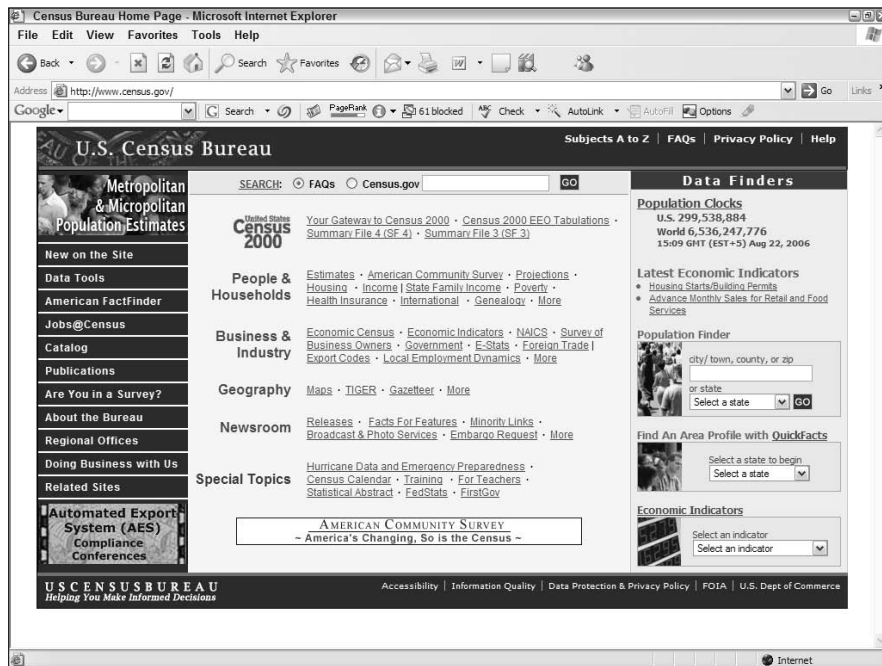 Census Bureau Home Page - Microsoft Internet Explorer
File Edit View Favorites Tools Help
Back Search Favorites
Address http://www.census.gov/ Go Links
Google Search PageRank 61 blocked Check AutoLink AutoFill Options
U.S. Census Bureau
Subjects A to Z | FAQs | Privacy Policy | Help
Metropolitan
& Micropolitan
Population Estimates
New on the Site
Data Tools
American FactFinder
Jobs@Census
Catalog
Publications
Are You in a Survey?
About the Bureau
Regional Offices
Doing Business with Us
Related Sites
Automated Export
System (AES)
Compliance
Conferences
SEARCH: FAQs Census.gov GO
United States
Census
2000
Your Gateway to Census 2000 · Census 2000 EEO Tabulations ·
Summary File 4 (SF 4) · Summary File 3 (SF 3)
People &
Households
Estimates · American Community Survey · Projections ·
Housing · Income | State Family Income · Poverty ·
Health Insurance · International · Genealogy · More
Business &
Industry
Economic Census · Economic Indicators · NAICS · Survey of
Business Owners · Government · E-Stats · Foreign Trade |
Export Codes · Local Employment Dynamics · More
Geography
Maps · TIGER · Gazetteer · More
Newsroom
Releases · Facts For Features · Minority Links ·
Broadcast & Photo Services · Embargo Request · More
Special Topics
Hurricane Data and Emergency Preparedness ·
Census Calendar · Training · For Teachers ·
Statistical Abstract · FedStats · FirstGov
AMERICAN COMMUNITY SURVEY
~ America's Changing, So is the Census ~
Data Finders
Population Clocks
U.S. 299,538,884
World 6,536,247,776
15:09 GMT (EST+5) Aug 22, 2006
Latest Economic Indicators
Housing Starts/Building Permits
Advance Monthly Sales for Retail and Food
Services
Population Finder
city/ town, county, or zip
or state
Select a state GO
Find An Area Profile with QuickFacts
Select a state to begin
Select a state
Economic Indicators
Select an indicator
Select an indicator
USCENSUSBUREAU
Helping You Make Informed Decisions
Accessibility | Information Quality | Data Protection & Privacy Policy | FOIA | U.S. Dept of Commerce
Internet